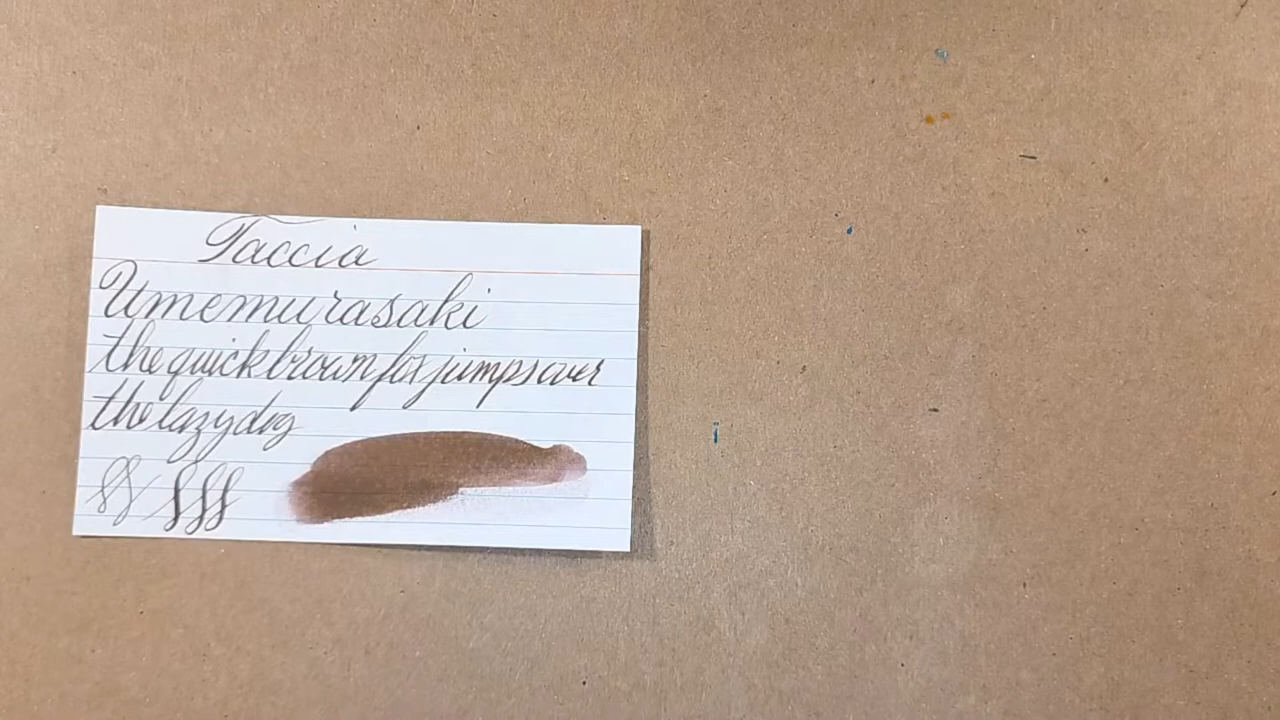 Taccia
Umemurasaki
the quick brown fox jumps over
the lazy dog